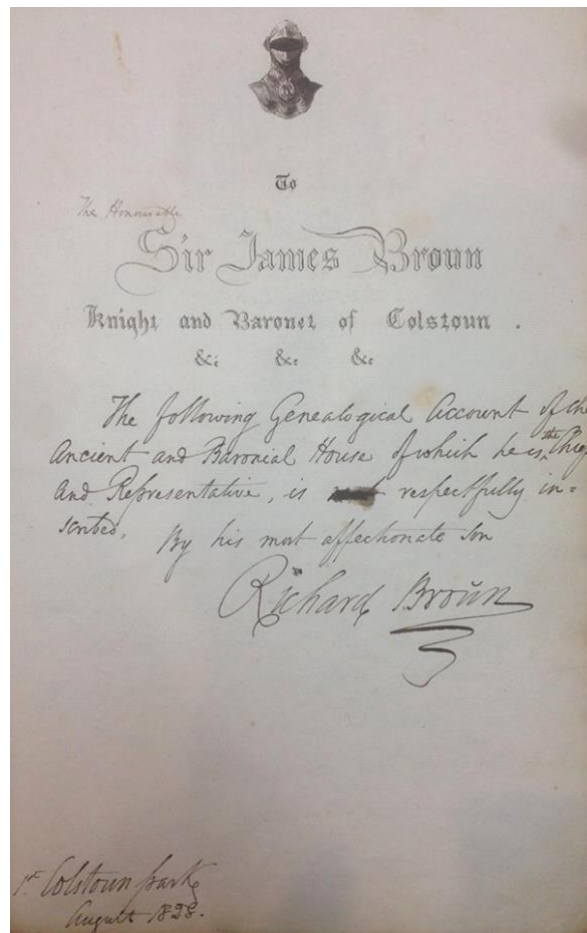 To
The Honourable
Sir James Broun
Knight and Baronet of Colstoun .
&c &c &c
The following Genealogical Account of the
Ancient and Baronial House of which he is the Chief
and Representative, is respectfully in=
scribed,
By his most affectionate son
Richard Broun
Colstoun park
August 1828.